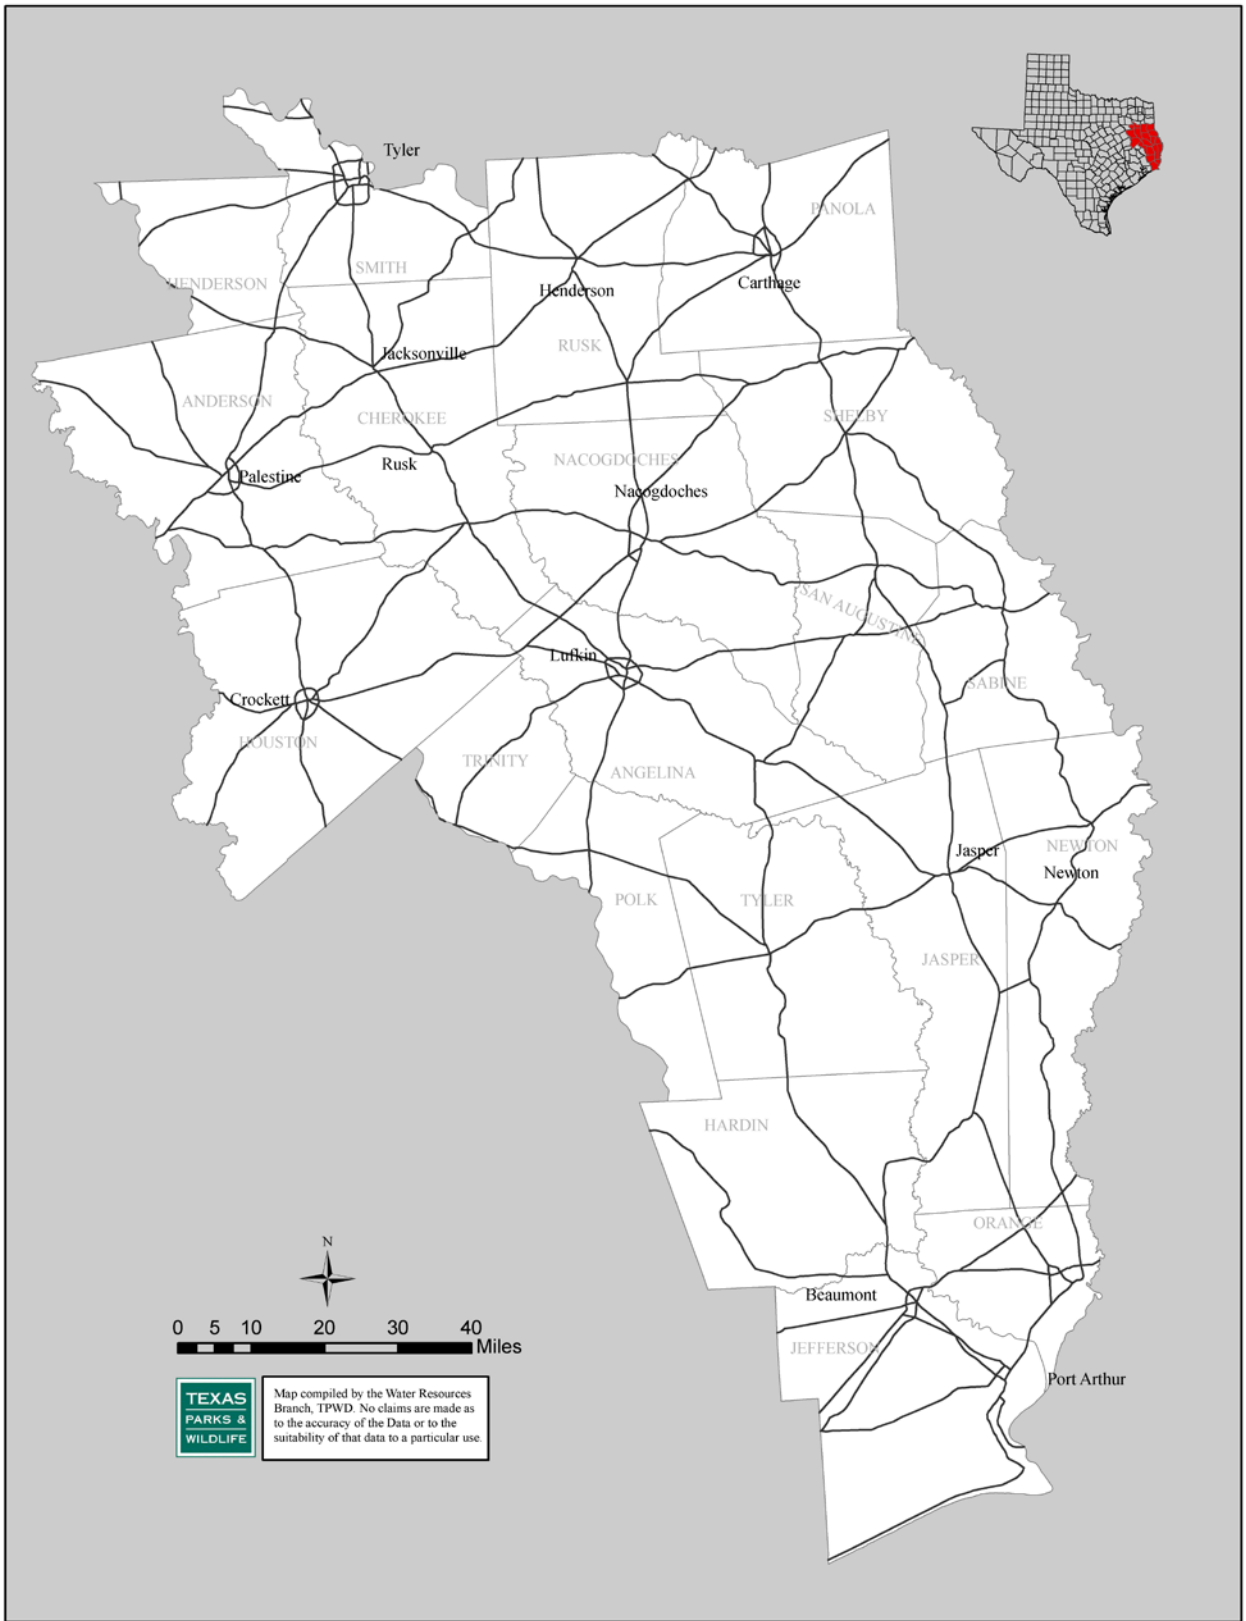 Tyler
PANOLA
SMITH
HENDERSON
Henderson
Carthage
RUSK
Jacksonville
ANDERSON
CHEROKEE
SHELBY
NACOGDOCHES
Rusk
Palestine
Nacogdoches
SAN AUGUSTINE
Lufkin
SABINE
Crockett
HOUSTON
TRINITY
ANGELINA
Jasper
NEWTON
Newton
POLK
TYLER
JASPER
HARDIN
ORANGE
N
Beaumont
0 5 10 20 30 40
Miles
JEFFERSON
Port Arthur
TEXAS
PARKS &
WILDLIFE
Map compiled by the Water Resources
Branch, TPWD. No claims are made as
to the accuracy of the Data or to the
suitability of that data to a particular use.